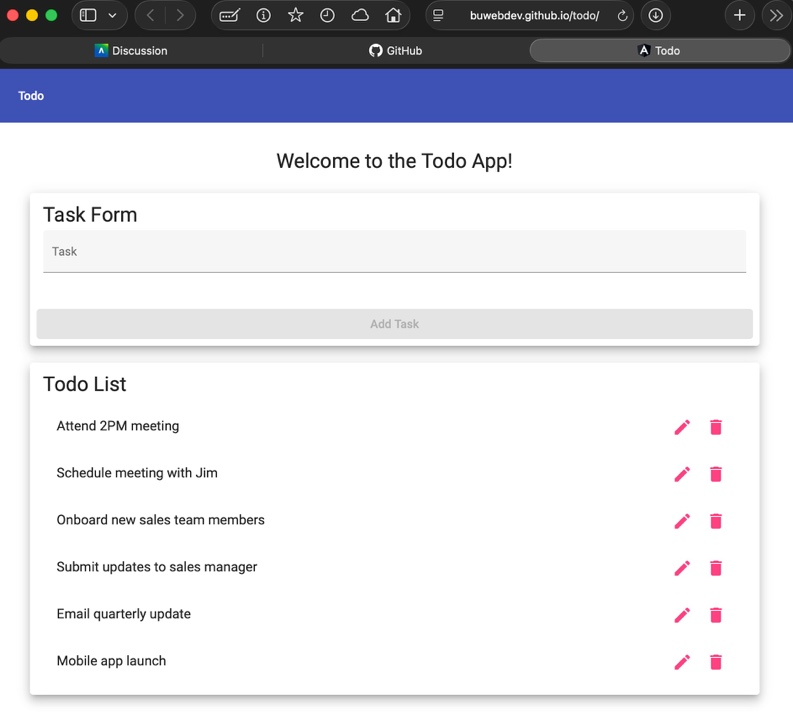 buwebdev.github.io/todo/
Discussion
GitHub
Todo
Todo
Welcome to the Todo App!
Task Form
Task
Add Task
Todo List
Attend 2PM meeting
Schedule meeting with Jim
Onboard new sales team members
Submit updates to sales manager
Email quarterly update
Mobile app launch